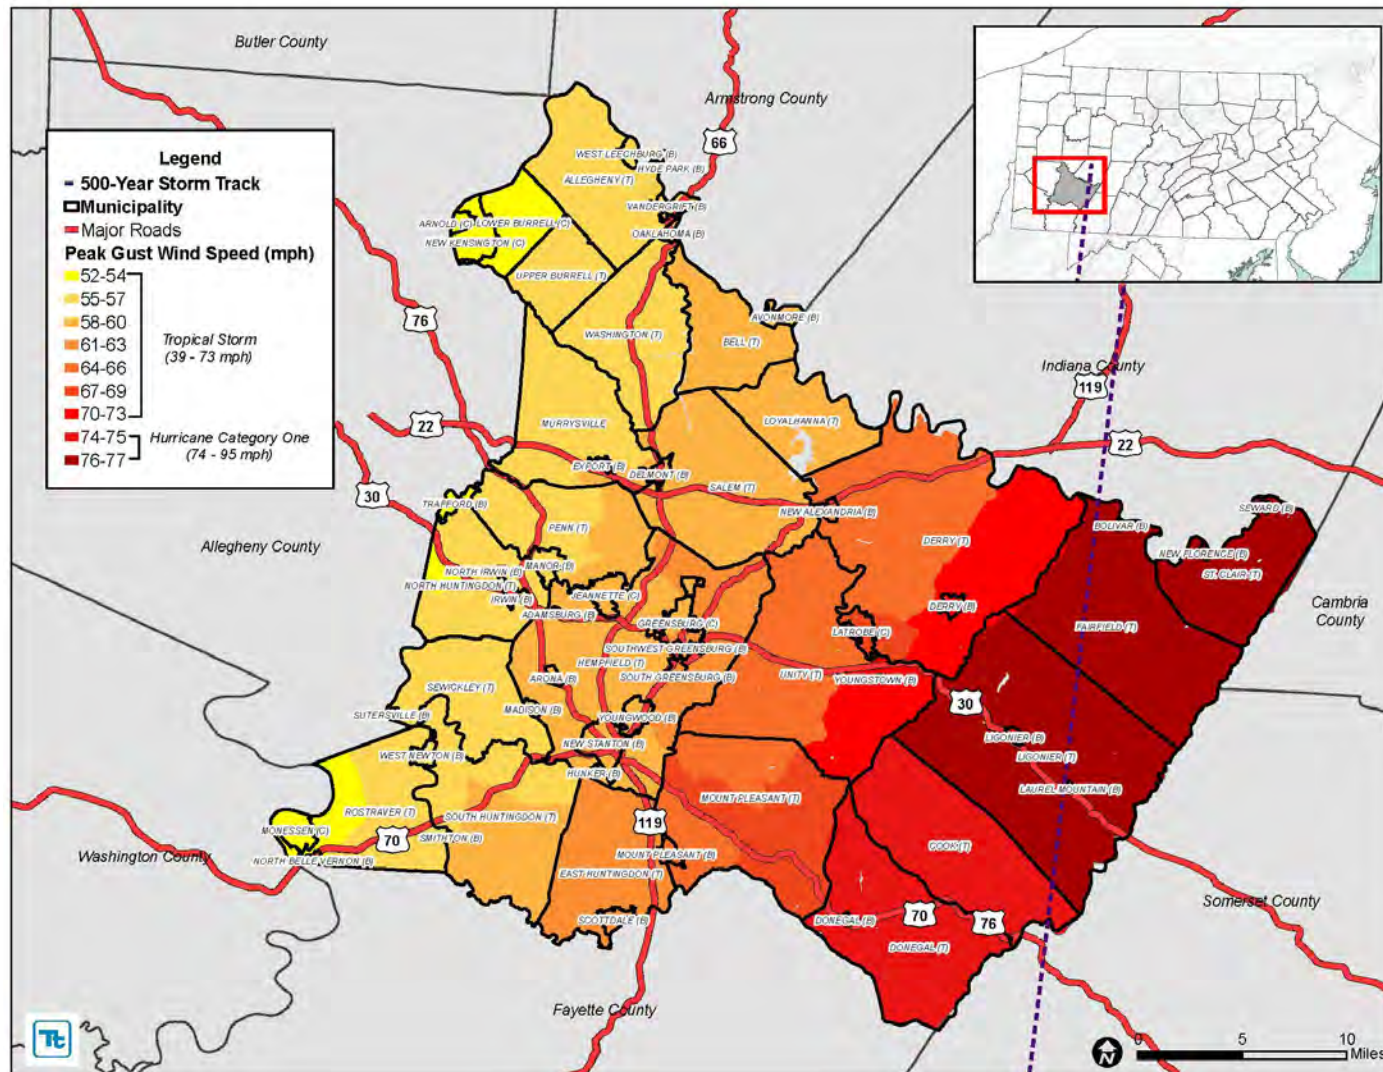 Butler County
Armstrong County
66
Legend
500-Year Storm Track
Municipality
Major Roads
Peak Gust Wind Speed (mph)
52-54
55-57
58-60
61-63
64-66
67-69
70-73
74-75
76-77
Tropical Storm
(39 - 73 mph)
Hurricane Category One
(74 - 95 mph)
WEST LEECHBURG (B)
HYDE PARK (B)
ALLEGHENY (T)
VANDERGRIFT (B)
ARNOLD (C)
LOWER BURRELL (C)
OAKLAHOMA (B)
NEW KENSINGTON (C)
UPPER BURRELL (T)
76
AVONMORE (B)
WASHINGTON (T)
BELL (T)
Indiana County
119
22
MURRYSVILLE
LOYALHANNA (T)
22
EXPORT (B)
DELMONT (B)
SALEM (T)
30
TRAFFORD (B)
NEW ALEXANDRIA (B)
SEWARD (B)
BOLIVAR (B)
PENN (T)
DERRY (T)
NEW FLORENCE (B)
Allegheny County
MANOR (B)
NORTH IRWIN (B)
ST. CLAIR (T)
NORTH HUNTINGDON (T)
JEANNETTE (C)
IRWIN (B)
DERRY (B)
Cambria
County
ADAMSBURG (B)
GREENSBURG (C)
LATROBE (C)
FAIRFIELD (T)
SOUTHWEST GREENSBURG (B)
HEMPFIELD (T)
SOUTH GREENSBURG (B)
UNITY (T)
YOUNGSTOWN (B)
ARONA (B)
SEWICKLEY (T)
30
MADISON (B)
SUTERSVILLE (B)
YOUNGWOOD (B)
LIGONIER (B)
NEW STANTON (B)
WEST NEWTON (B)
LIGONIER (T)
HUNKER (B)
LAUREL MOUNTAIN (B)
MOUNT PLEASANT (T)
ROSTRAVER (T)
SOUTH HUNTINGDON (T)
119
MONESSEN (C)
70
SMITHTON (B)
COOK (T)
Washington County
NORTH BELLE VERNON (B)
MOUNT PLEASANT (B)
EAST HUNTINGDON (T)
Somerset County
SCOTTDALE (B)
DONEGAL (B)
70
76
DONEGAL (T)
Fayette County
Tt
N
0
5
10
Miles